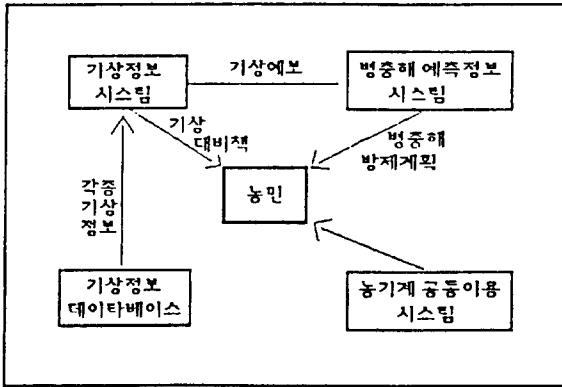 기상정보
시스팀
기상예보
병충해 예측정보
시스팀
기상
대비책
병충해
방제계획
각종
기상
정보
농민
기상정보
데이타베이스
농기계 공동이용
시스팀